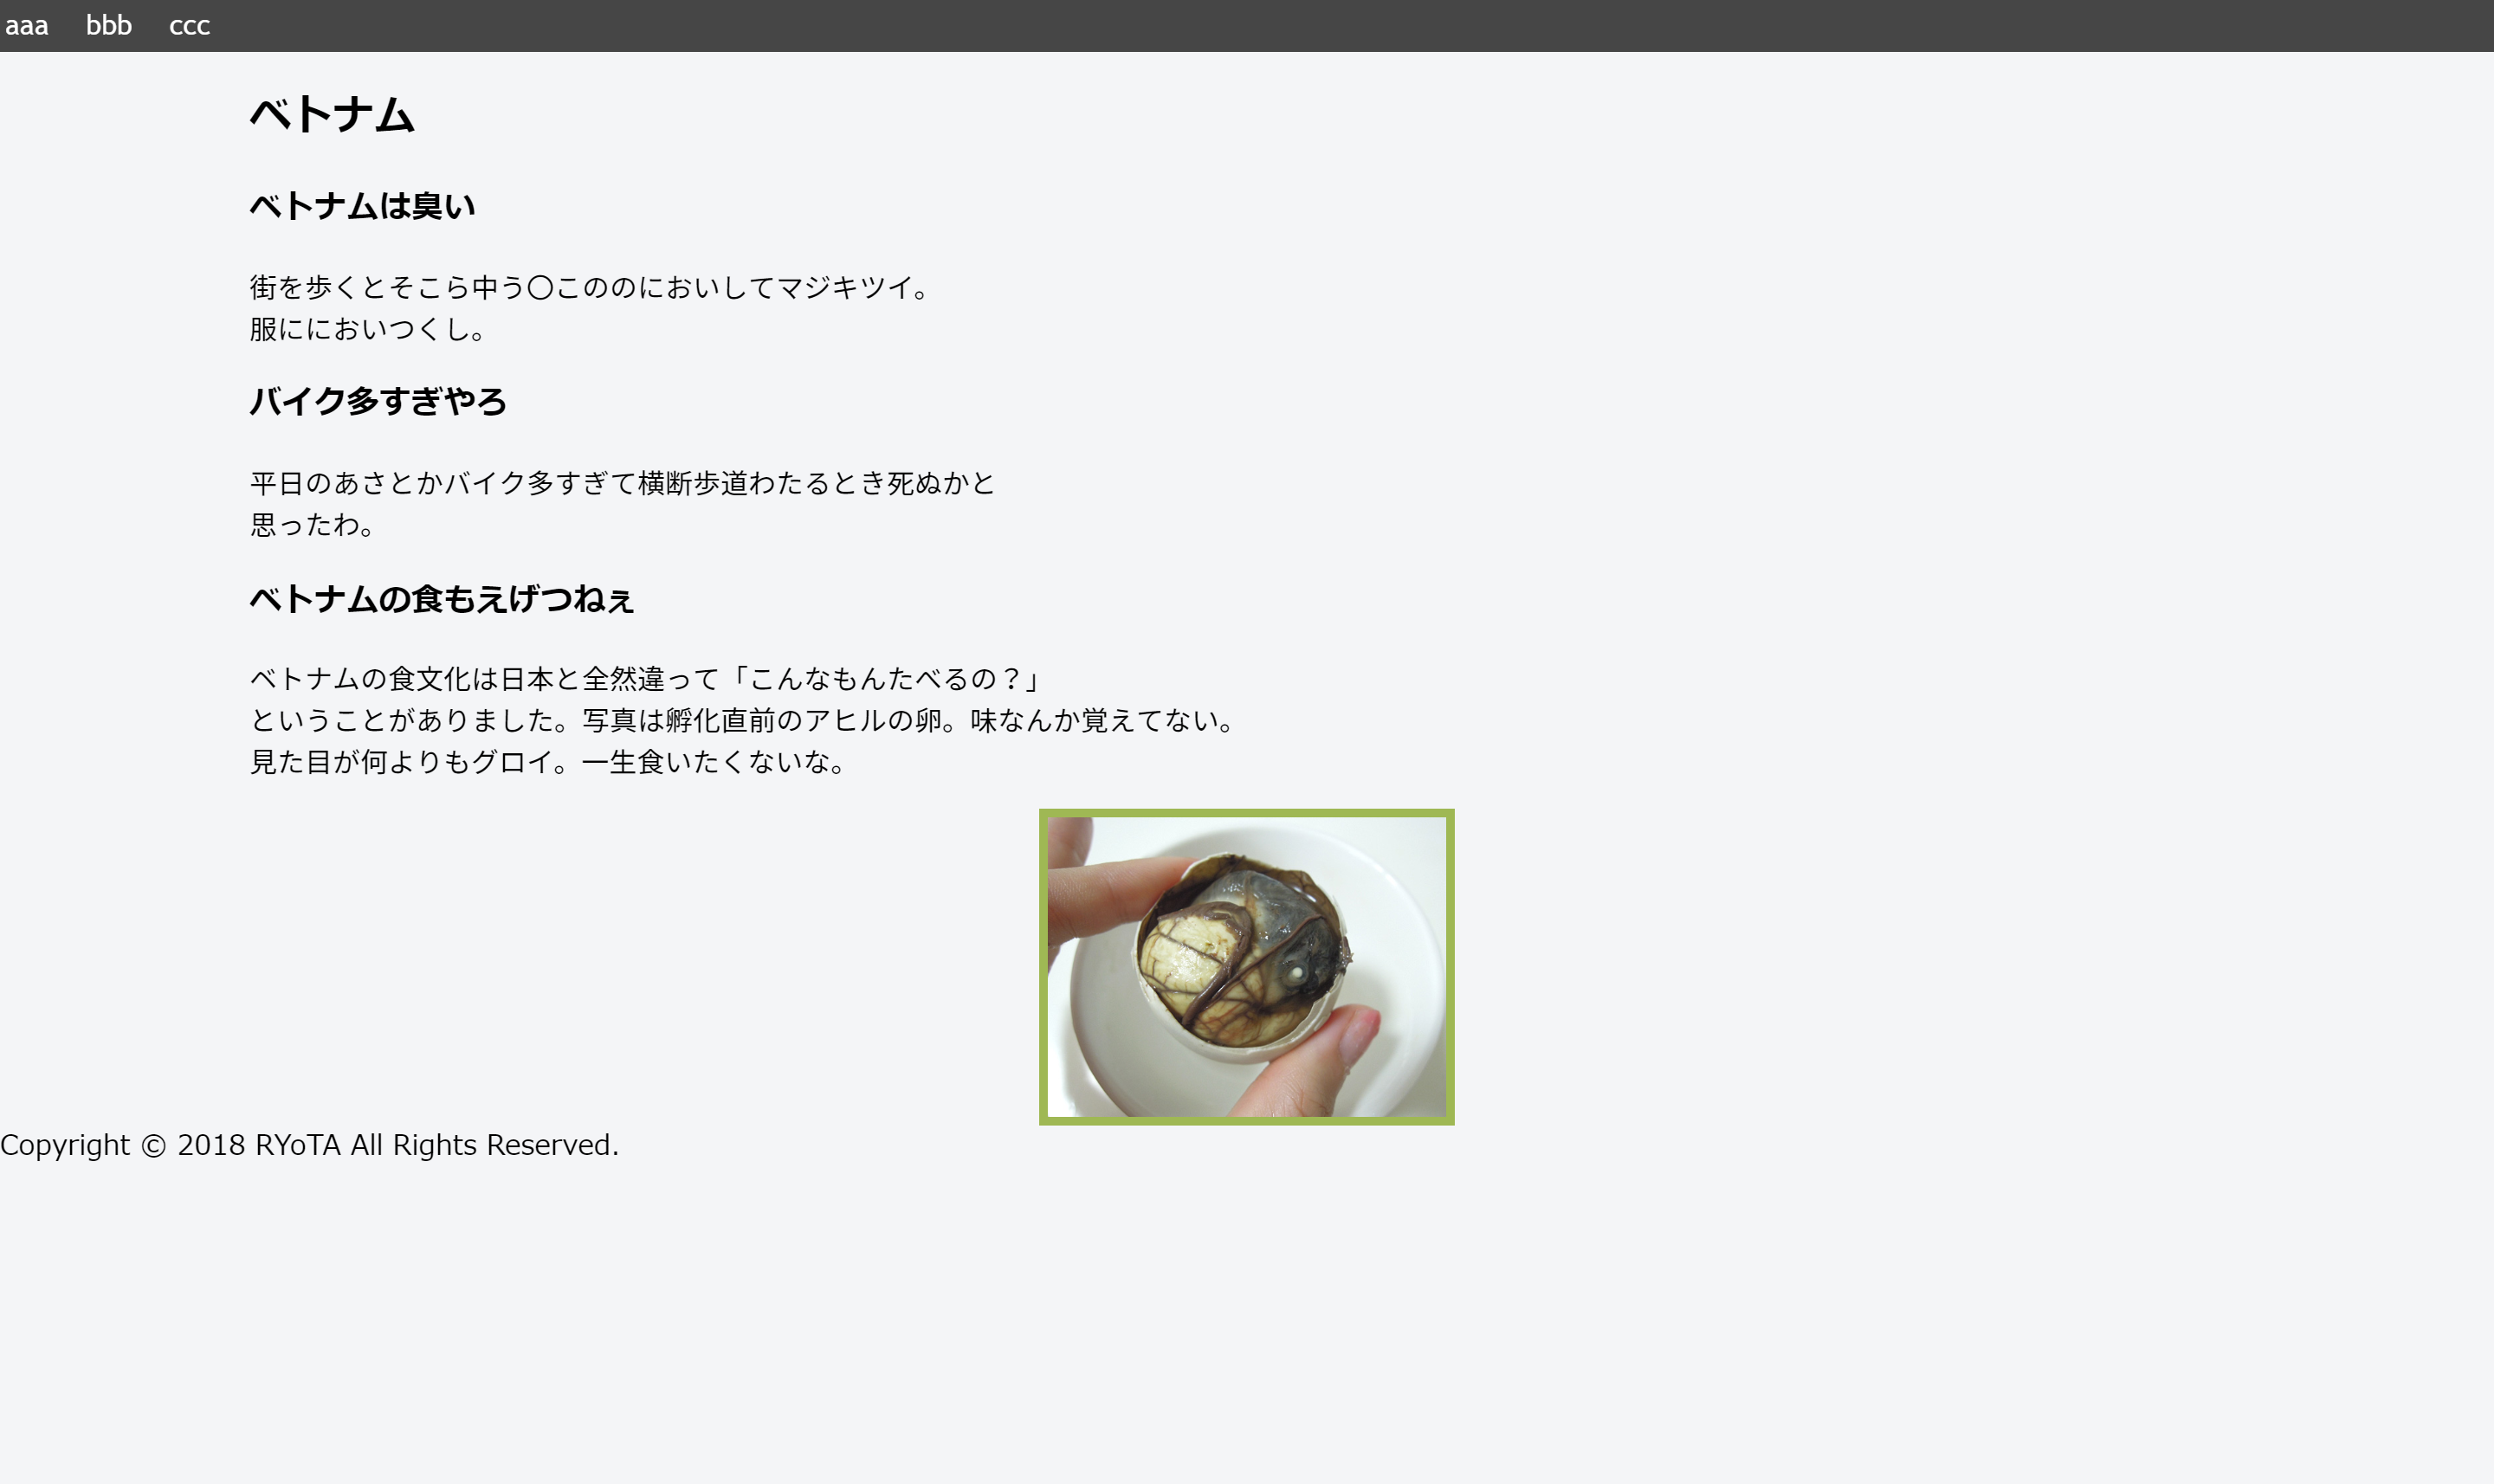 aaa bbb ccc
ベトナム
ベトナムは臭い
街を歩くとそこら中う〇こののにおいしてマジキツイ。
服ににおいつくし。
バイク多すぎやろ
平日のあさとかバイク多すぎて横断歩道わたるとき死ぬかと
思ったわ。
ベトナムの食もえげつねぇ
ベトナムの食文化は日本と全然違って「こんなもんたべるの？」
ということがありました。写真は孵化直前のアヒルの卵。味なんか覚えてない。
見た目が何よりもグロイ。一生食いたくないな。
Copyright © 2018 RYoTA All Rights Reserved.